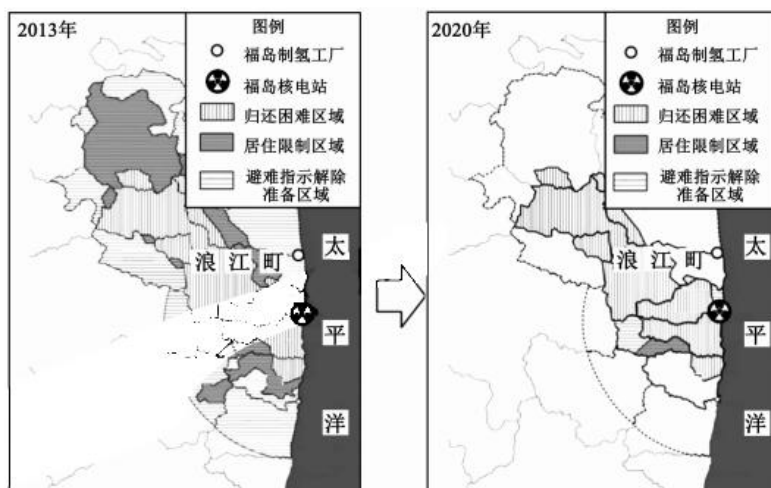 2013年
图例
福岛制氢工厂
福岛核电站
归还困难区域
居住限制区域
避难指示解除
准备区域
浪江町
太
平
洋
2020年
图例
福岛制氢工厂
福岛核电站
归还困难区域
居住限制区域
避难指示解除
准备区域
浪江町
太
平
洋